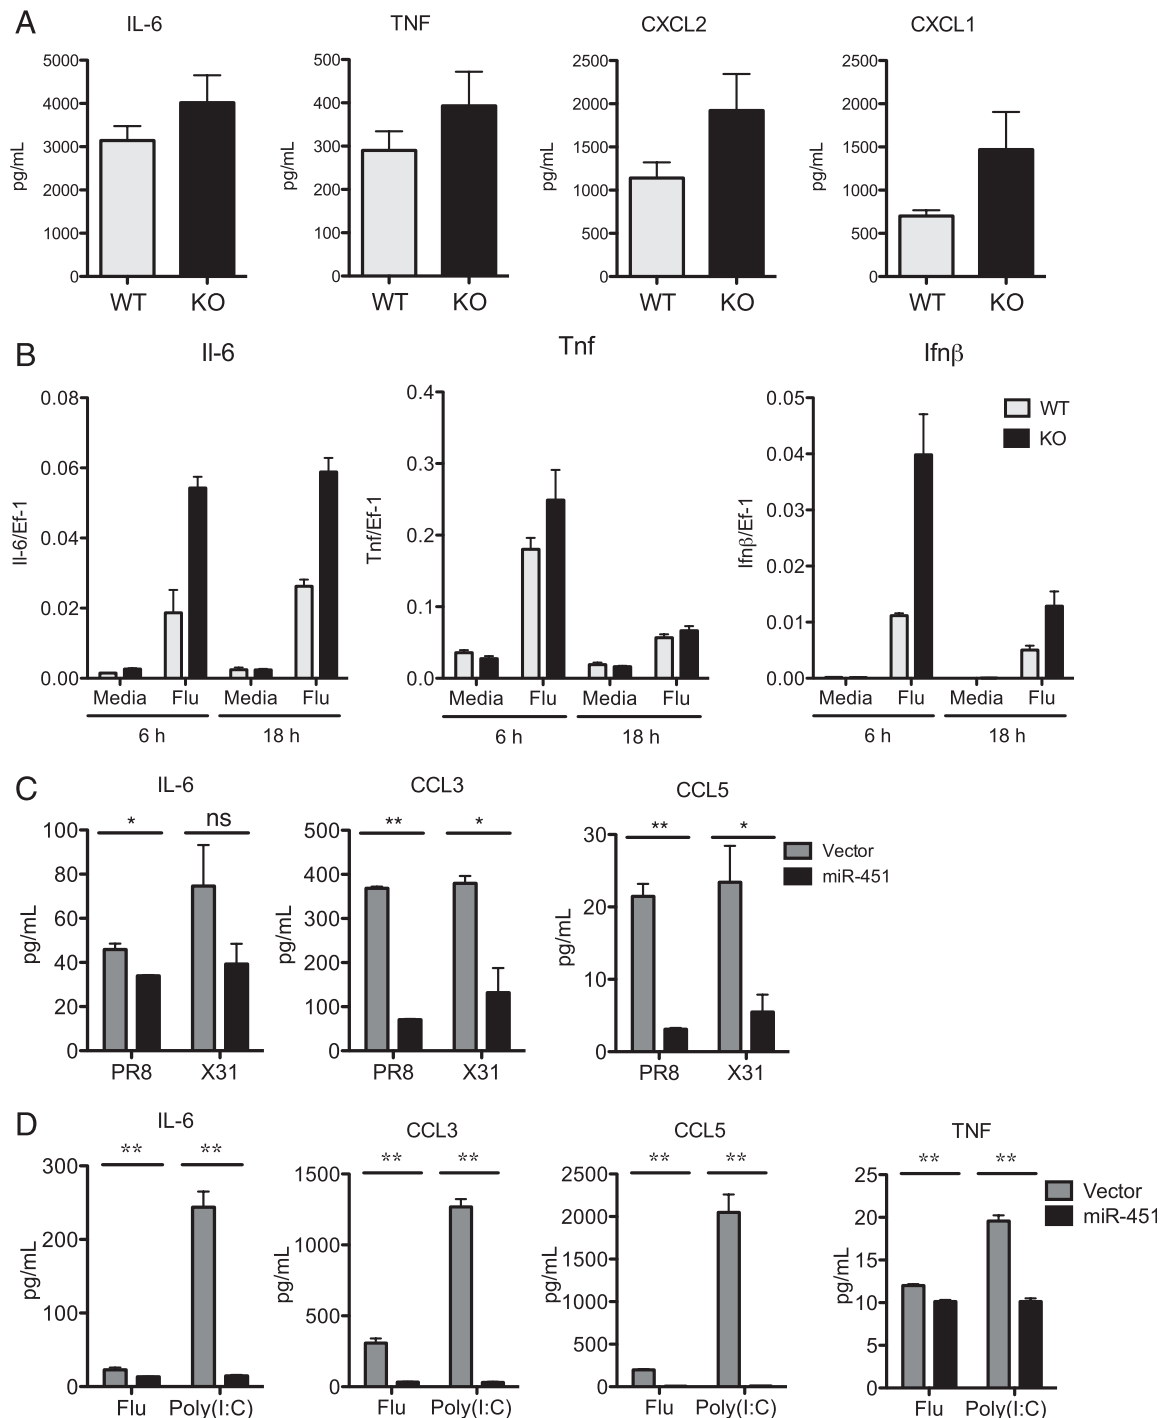 A
IL-6
TNF
CXCL2
CXCL1
pg/mL
5000
4000
3000
2000
1000
0
WT
KO
pg/mL
500
400
300
200
100
0
WT
KO
pg/mL
2500
2000
1500
1000
500
0
WT
KO
pg/mL
2500
2000
1500
1000
500
0
WT
KO
B
Il-6
Tnf
Ifnβ
Il-6/Ef-1
0.08
0.06
0.04
0.02
0.00
Media Flu Media Flu
6 h 18 h
Tnf/Ef-1
0.4
0.3
0.2
0.1
0.0
Media Flu Media Flu
6 h 18 h
Ifnβ/Ef-1
0.05
0.04
0.03
0.02
0.01
0.00
Media Flu Media Flu
6 h 18 h
WT
KO
C
IL-6
CCL3
CCL5
* ns
pg/mL
100
80
60
40
20
0
PR8 X31
** *
pg/mL
500
400
300
200
100
0
PR8 X31
** *
pg/mL
30
20
10
0
PR8 X31
Vector
miR-451
D
IL-6
CCL3
CCL5
TNF
** **
pg/mL
300
200
100
0
Flu Poly(I:C)
** **
pg/mL
1500
1000
500
0
Flu Poly(I:C)
** **
pg/mL
2500
2000
1500
1000
500
0
Flu Poly(I:C)
** **
pg/mL
25
20
15
10
5
0
Flu Poly(I:C)
Vector
miR-451